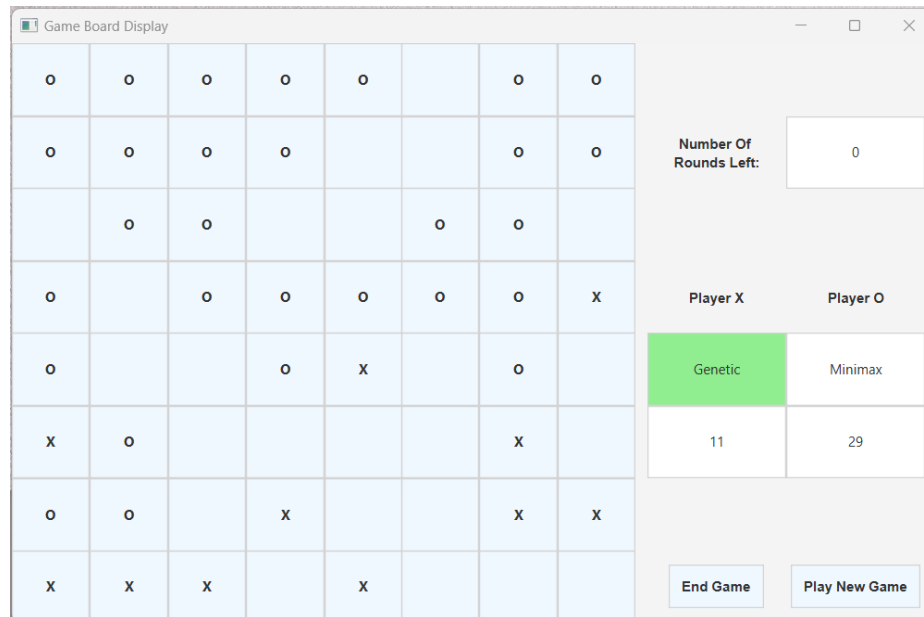 Game Board Display
O O O O O O O
O O O O O O Number Of Rounds Left: 0
O O O O
O O O O O O X Player X Player O
O O X O Genetic Minimax
X O X 11 29
O O X X X
X X X X End Game Play New Game